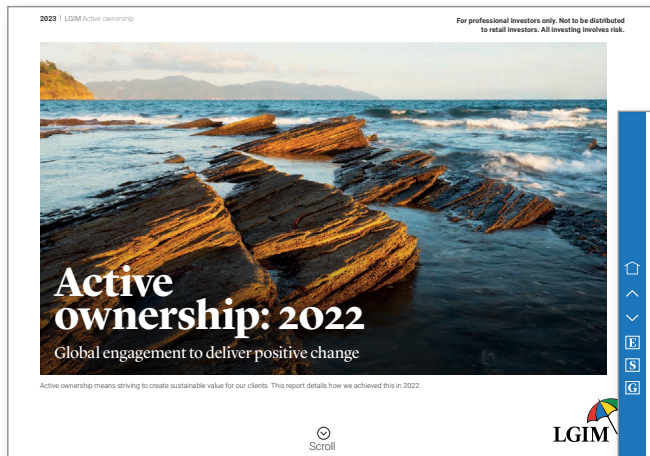 2023 | LGIM Active ownership
For professional investors only. Not to be distributed
to retail investors. All investing involves risk.
Active
ownership: 2022
Global engagement to deliver positive change
Active ownership means striving to create sustainable value for our clients. This report details how we achieved this in 2022.
E
S
G
Scroll
LGIM